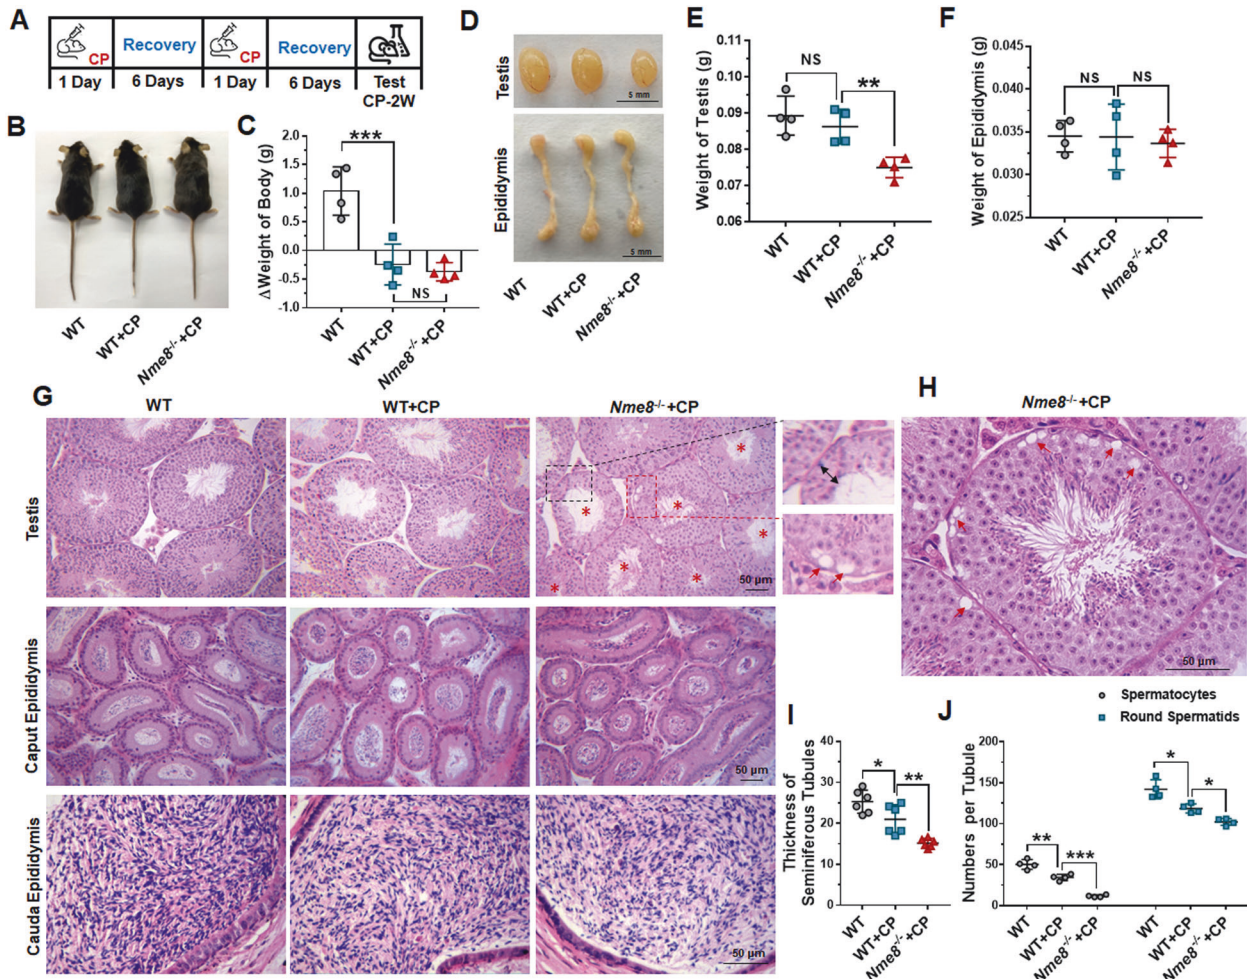 A
CP
Recovery
CP
Recovery
1 Day
6 Days
1 Day
6 Days
Test
CP-2W
B
WT
WT+CP
Nme8-/-+CP
C
ΔWeight of Body (g)
2.0
1.5
1.0
0.5
0.0
-0.5
-1.0
***
NS
WT
WT+CP
Nme8-/-+CP
D
Testis
5 mm
Epididymis
5 mm
WT
WT+CP
Nme8-/-+CP
E
Weight of Testis (g)
0.11
0.10
0.09
0.08
0.07
0.06
NS
**
WT
WT+CP
Nme8-/-+CP
F
Weight of Epididymis (g)
0.045
0.040
0.035
0.030
0.025
NS
NS
WT
WT+CP
Nme8-/-+CP
G
WT
WT+CP
Nme8-/-+CP
Testis
* * * * * * *
50 μm
Caput Epididymis
50 μm
Cauda Epididymis
50 μm
H
Nme8-/-+CP
50 μm
I
Thickness of
Seminiferous Tubules
40
30
20
10
0
*
**
WT
WT+CP
Nme8-/-+CP
J
Spermatocytes
Round Spermatids
Numbers per Tubule
200
150
100
50
0
**
***
*
*
WT
WT+CP
Nme8-/-+CP
WT
WT+CP
Nme8-/-+CP